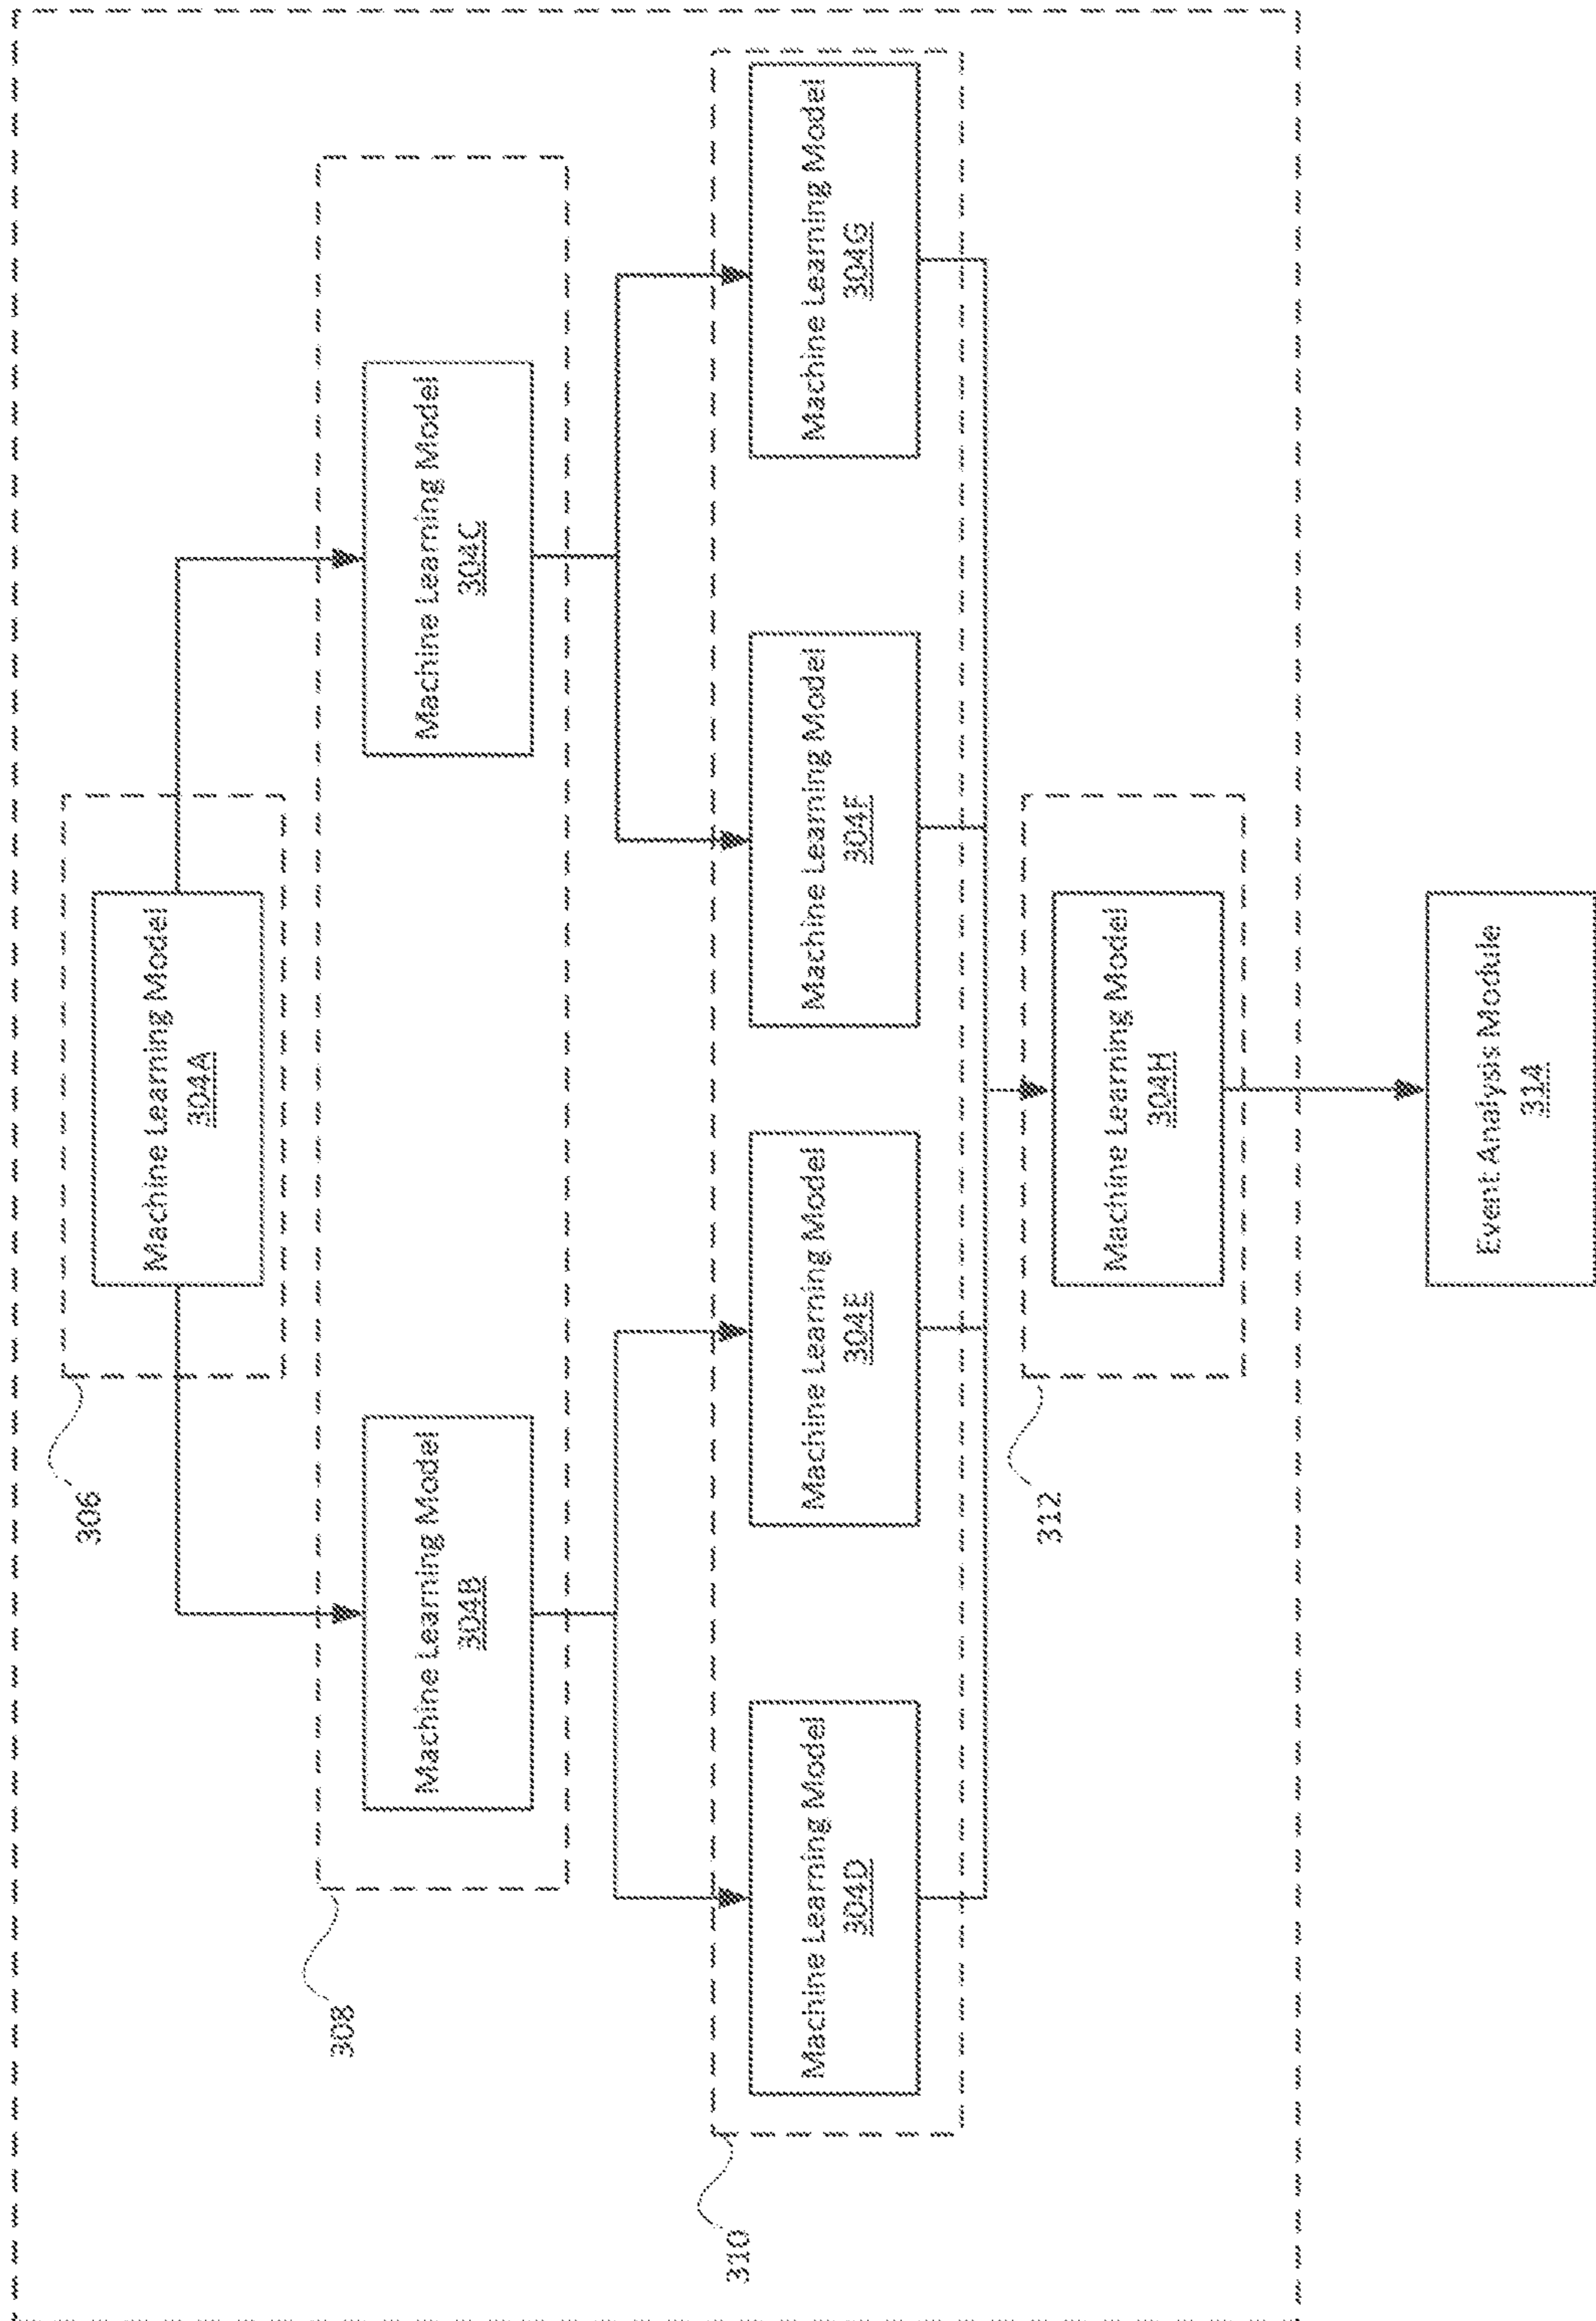 306
Machine Learning Model
304A
308
Machine Learning Model
304B
Machine Learning Model
304C
310
Machine Learning Model
304D
Machine Learning Model
304E
Machine Learning Model
304F
Machine Learning Model
304G
312
Machine Learning Model
304H
Event Analysis Module
314